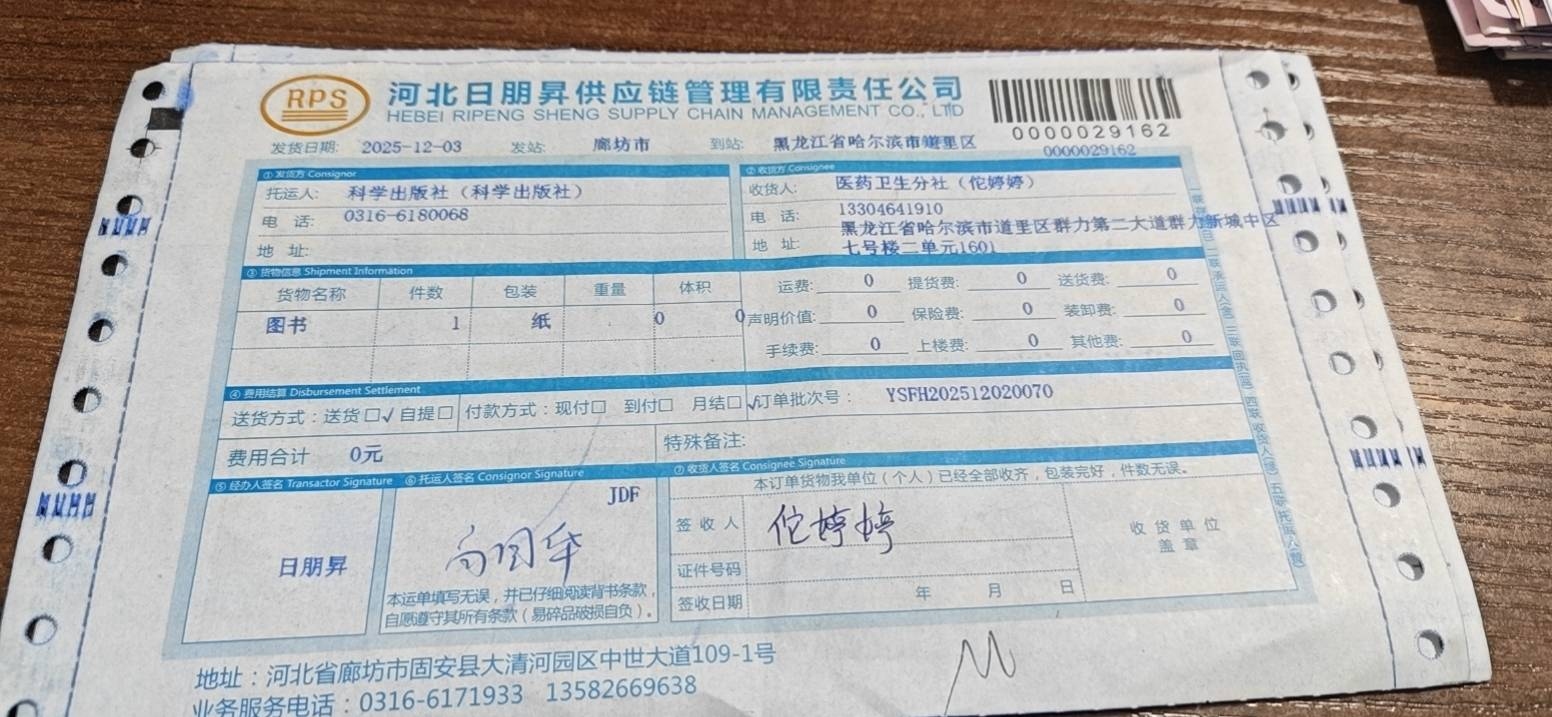 RPS
河北日朋昇供应链管理有限责任公司
HEBEI RIPENG SHENG SUPPLY CHAIN MANAGEMENT CO., LTD
0000029162
发货日期: 2025-12-03 发站: 廊坊市 到站: 黑龙江省哈尔滨市道里区
0000029162
① 发货方 Consignor
② 收货方 Consignee
托运人: 科学出版社（科学出版社）
收货人: 医药卫生分社（佗婷婷）
电 话: 0316-6180068
电 话: 13304641910
地 址:
地 址: 黑龙江省哈尔滨市道里区群力第二大道群力新城中区
七号楼二单元1601
③ 货物信息 Shipment Information
货物名称 件数 包装 重量 体积
图书 1 纸 0 0
运费: 0 提货费: 0 送货费: 0
声明价值: 0 保险费: 0 装卸费: 0
手续费: 0 上楼费: 0 其他费: 0
④ 费用结算 Disbursement Settlement
送货方式：送货□√ 自提□ 付款方式：现付□ 到付□ 月结□√ 订单批次号： YSFH202512020070
费用合计 0元
特殊备注:
⑤ 经办人签名 Transactor Signature
⑥ 托运人签名 Consignor Signature
⑦ 收货人签名 Consignee Signature
日朋昇
JDF
本运单填写无误，并已仔细阅读背书条款，
自愿遵守其所有条款（易碎品破损自负）。
本订单货物我单位（个人）已经全部收齐，包装完好，件数无误。
签 收 人 佗婷婷
证件号码
签收日期 年 月 日
收 货 单 位
盖 章
地址：河北省廊坊市固安县大清河园区中世大道109-1号
业务服务电话：0316-6171933 13582669638